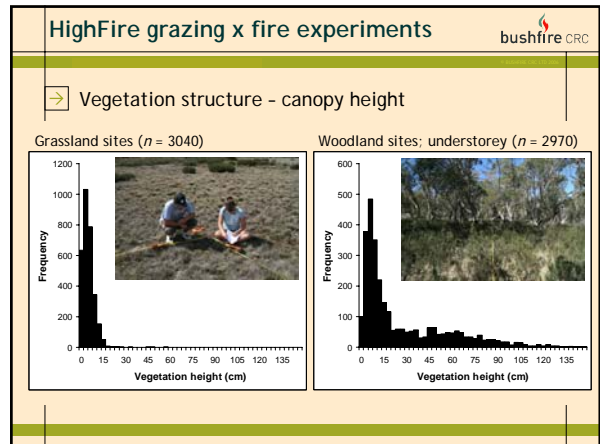 HighFire grazing x fire experiments
bushfire CRC
→ Vegetation structure – canopy height
Grassland sites (n = 3040)
1200
1000
800
600
400
200
0
Frequency
0 15 30 45 60 75 90 105 120 135
Vegetation height (cm)
Woodland sites; understorey (n = 2970)
600
500
400
300
200
100
0
Frequency
0 15 30 45 60 75 90 105 120 135
Vegetation height (cm)